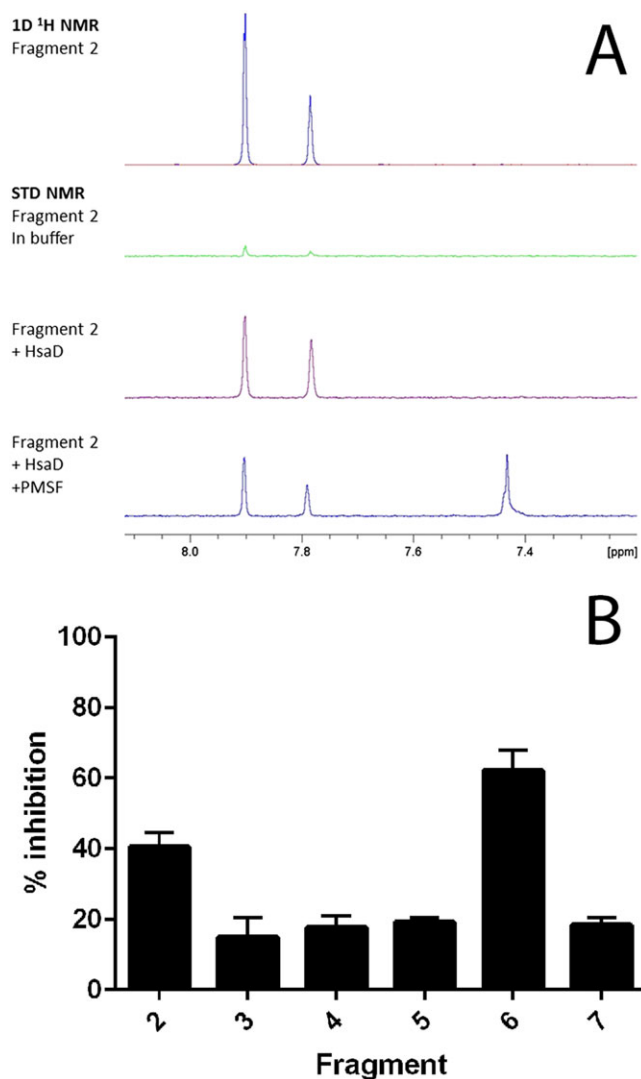 1D ¹H NMR
Fragment 2
A
STD NMR
Fragment 2
In buffer
Fragment 2
+ HsaD
Fragment 2
+ HsaD
+PMSF
8.0 7.8 7.6 7.4 [ppm]
B
100
80
60
40
20
0
% inhibition
2 3 4 5 6 7
Fragment